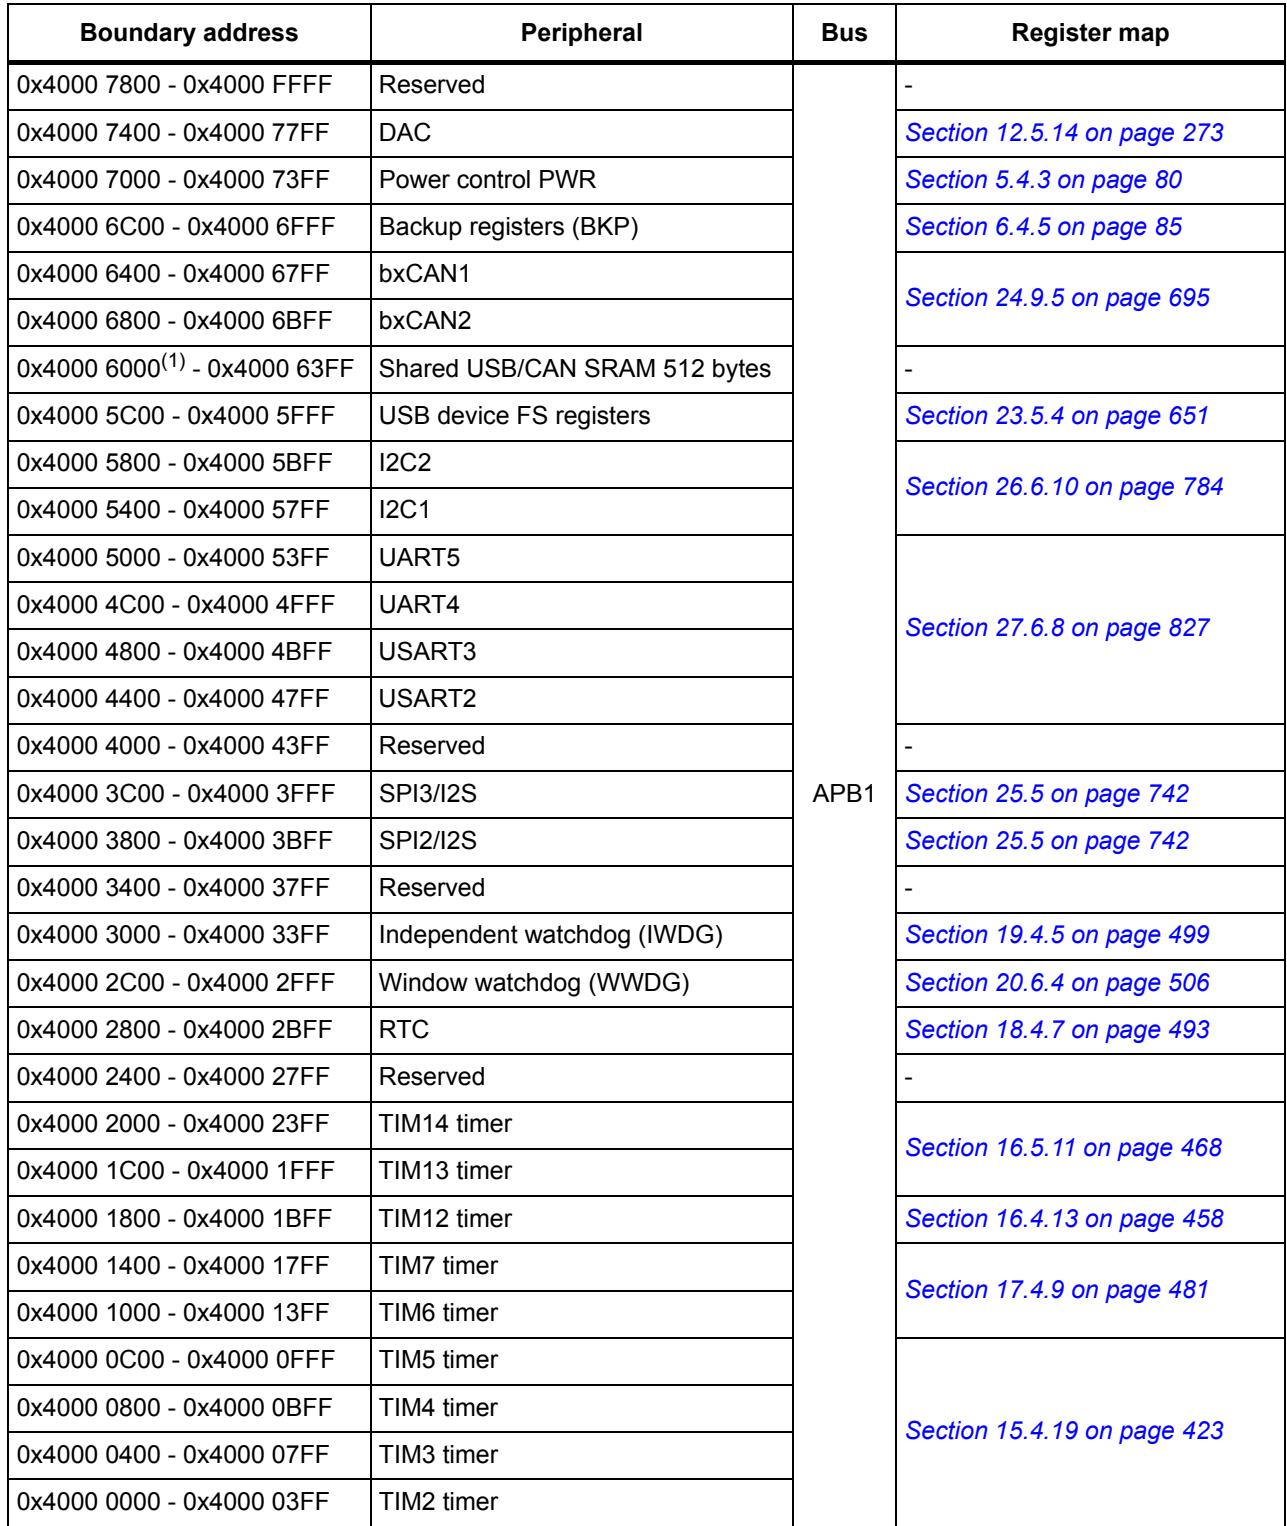 Boundary address Peripheral Bus Register map
0x4000 7800 - 0x4000 FFFF Reserved -
0x4000 7400 - 0x4000 77FF DAC Section 12.5.14 on page 273
0x4000 7000 - 0x4000 73FF Power control PWR Section 5.4.3 on page 80
0x4000 6C00 - 0x4000 6FFF Backup registers (BKP) Section 6.4.5 on page 85
0x4000 6400 - 0x4000 67FF bxCAN1
Section 24.9.5 on page 695
0x4000 6800 - 0x4000 6BFF bxCAN2
0x4000 6000(1) - 0x4000 63FF Shared USB/CAN SRAM 512 bytes -
0x4000 5C00 - 0x4000 5FFF USB device FS registers Section 23.5.4 on page 651
0x4000 5800 - 0x4000 5BFF I2C2
Section 26.6.10 on page 784
0x4000 5400 - 0x4000 57FF I2C1
0x4000 5000 - 0x4000 53FF UART5
0x4000 4C00 - 0x4000 4FFF UART4
Section 27.6.8 on page 827
0x4000 4800 - 0x4000 4BFF USART3
0x4000 4400 - 0x4000 47FF USART2
0x4000 4000 - 0x4000 43FF Reserved -
0x4000 3C00 - 0x4000 3FFF SPI3/I2S APB1 Section 25.5 on page 742
0x4000 3800 - 0x4000 3BFF SPI2/I2S Section 25.5 on page 742
0x4000 3400 - 0x4000 37FF Reserved -
0x4000 3000 - 0x4000 33FF Independent watchdog (IWDG) Section 19.4.5 on page 499
0x4000 2C00 - 0x4000 2FFF Window watchdog (WWDG) Section 20.6.4 on page 506
0x4000 2800 - 0x4000 2BFF RTC Section 18.4.7 on page 493
0x4000 2400 - 0x4000 27FF Reserved -
0x4000 2000 - 0x4000 23FF TIM14 timer
Section 16.5.11 on page 468
0x4000 1C00 - 0x4000 1FFF TIM13 timer
0x4000 1800 - 0x4000 1BFF TIM12 timer Section 16.4.13 on page 458
0x4000 1400 - 0x4000 17FF TIM7 timer
Section 17.4.9 on page 481
0x4000 1000 - 0x4000 13FF TIM6 timer
0x4000 0C00 - 0x4000 0FFF TIM5 timer
0x4000 0800 - 0x4000 0BFF TIM4 timer
Section 15.4.19 on page 423
0x4000 0400 - 0x4000 07FF TIM3 timer
0x4000 0000 - 0x4000 03FF TIM2 timer